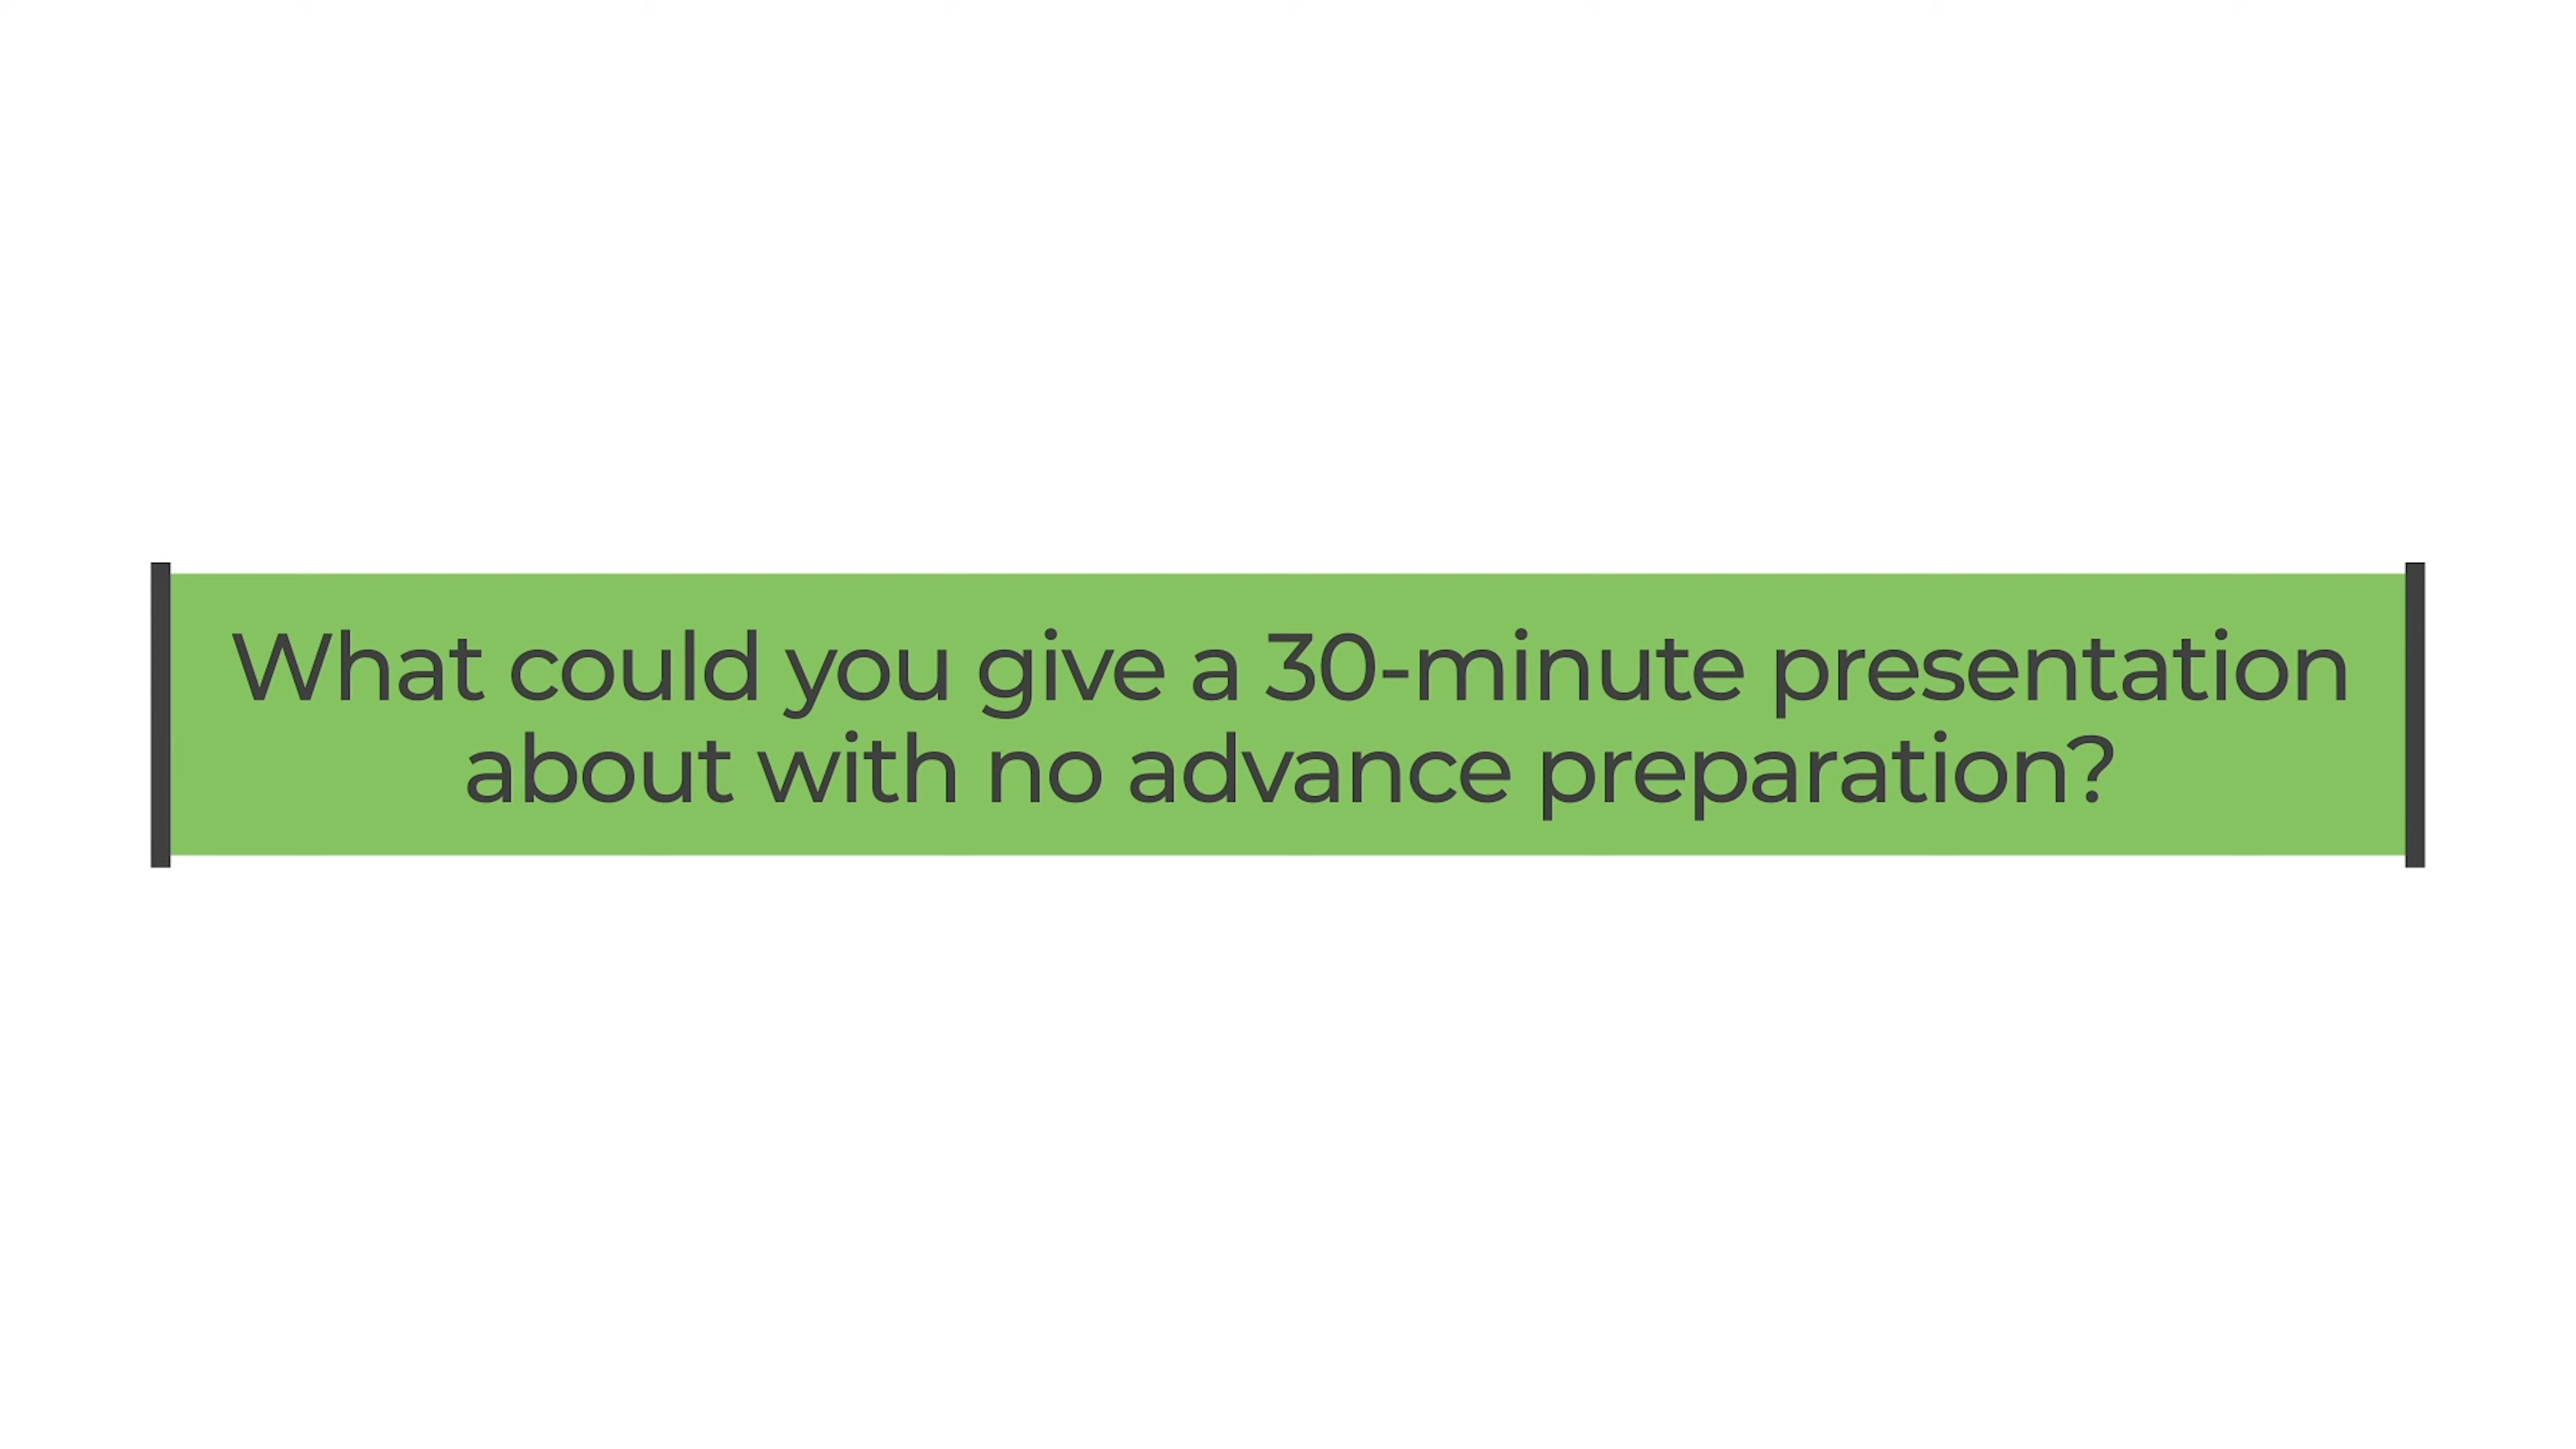 What could you give a 30-minute presentation
about with no advance preparation?